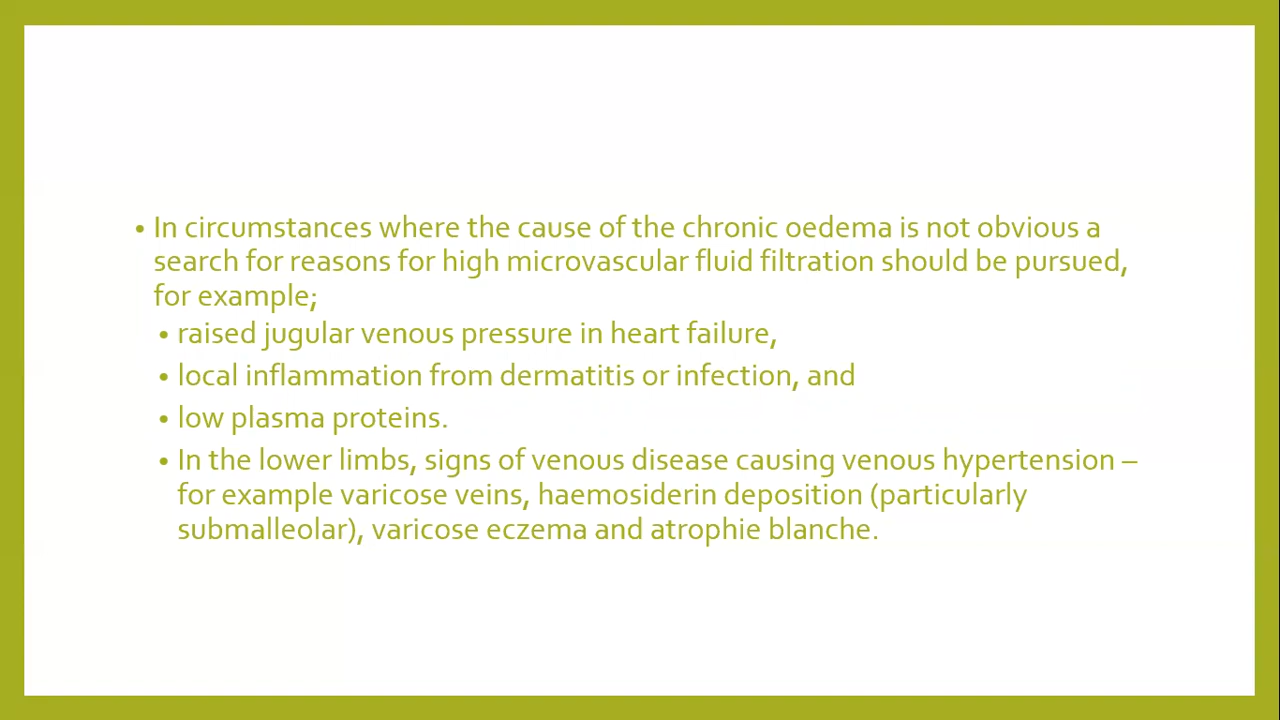 • In circumstances where the cause of the chronic oedema is not obvious a
search for reasons for high microvascular fluid filtration should be pursued,
for example;
• raised jugular venous pressure in heart failure,
• local inflammation from dermatitis or infection, and
• low plasma proteins.
• In the lower limbs, signs of venous disease causing venous hypertension –
for example varicose veins, haemosiderin deposition (particularly
submalleolar), varicose eczema and atrophie blanche.